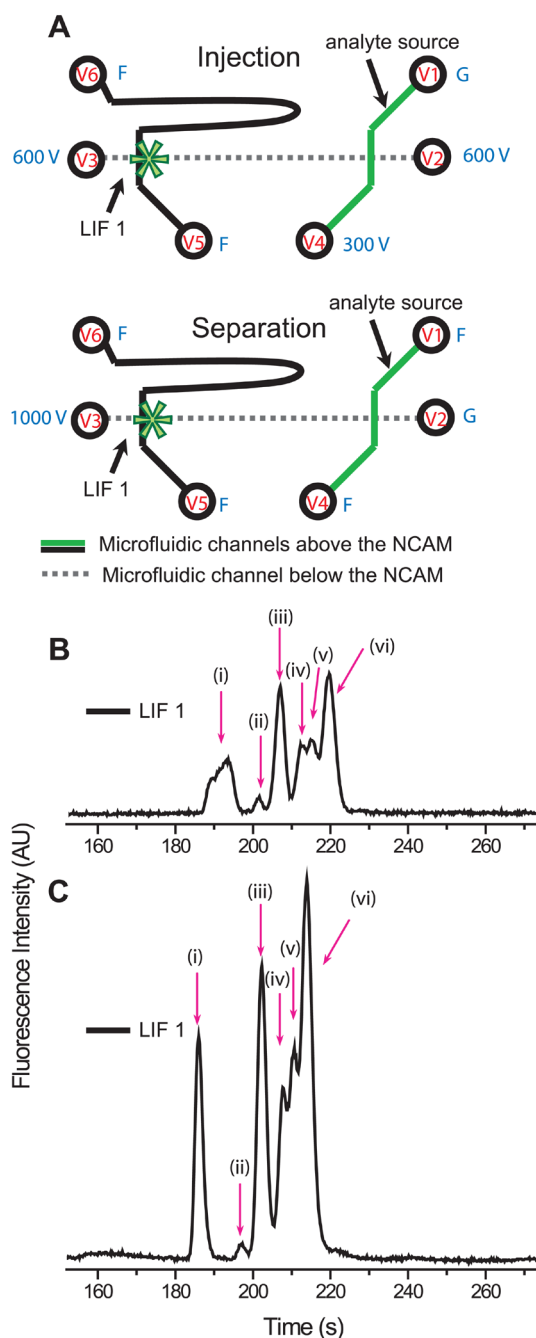 A
Injection
analyte source
V6 F
V1 G
600 V V3
V2 600 V
LIF 1
V5 F
V4 300 V
Separation
analyte source
V6 F
V1 F
1000 V V3
V2 G
LIF 1
V5 F
V4 F
Microfluidic channels above the NCAM
Microfluidic channel below the NCAM
B
(i) (ii) (iii) (iv) (v) (vi)
LIF 1
160 180 200 220 240 260
C
(i) (ii) (iii) (iv) (v) (vi)
LIF 1
160 180 200 220 240 260
Time (s)
Fluorescence Intensity (AU)